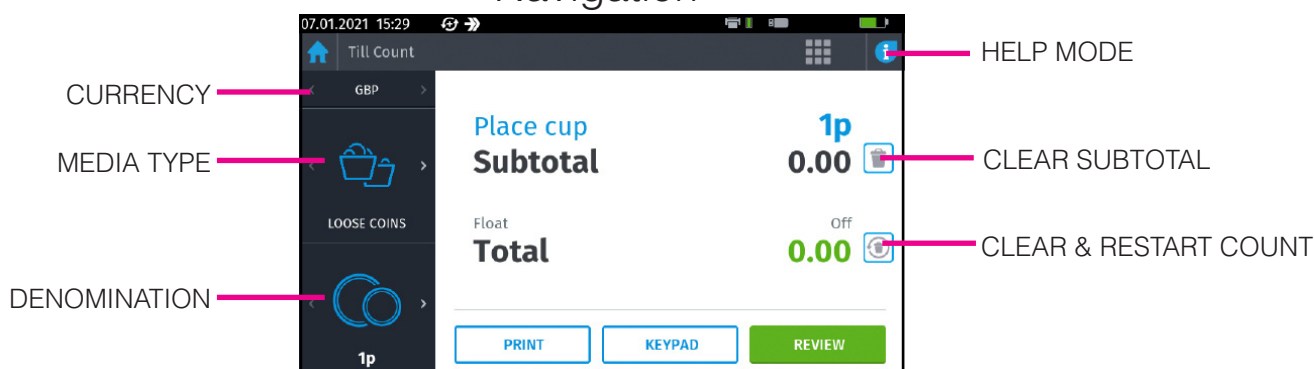 Navigation
07.01.2021 15:29
Till Count
HELP MODE
CURRENCY
GBP
Place cup 1p
MEDIA TYPE
Subtotal 0.00
CLEAR SUBTOTAL
LOOSE COINS
Float Off
Total 0.00
CLEAR & RESTART COUNT
DENOMINATION
1p
PRINT
KEYPAD
REVIEW